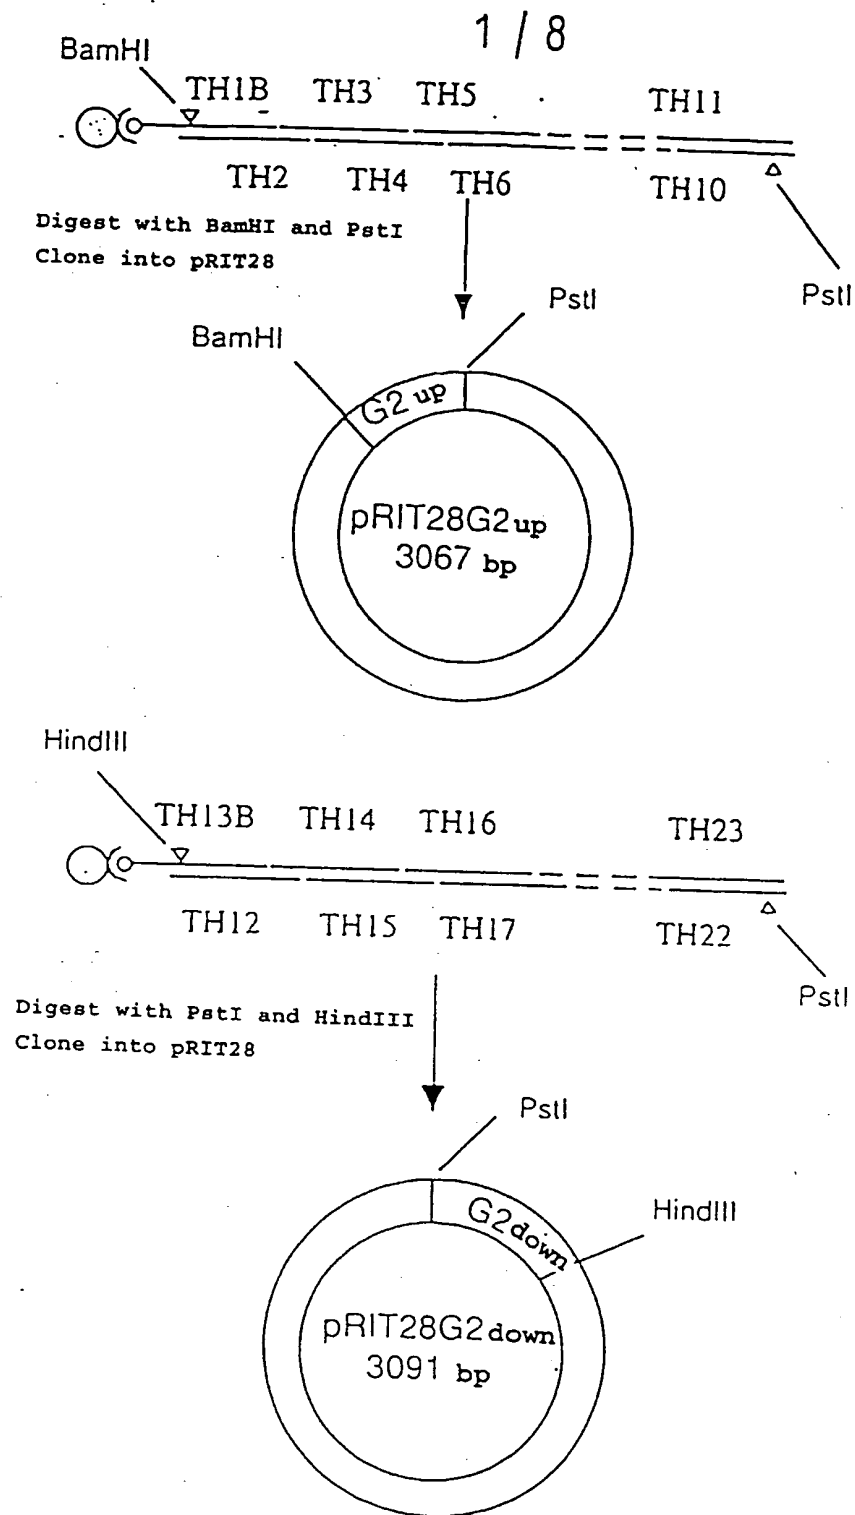 1 / 8
BamHI
TH1B TH3 TH5 TH11
TH2 TH4 TH6 TH10
Digest with BamHI and PstI
Clone into pRIT28
PstI
PstI
BamHI
G2 up
pRIT28G2up
3067 bp
HindIII
TH13B TH14 TH16 TH23
TH12 TH15 TH17 TH22
PstI
Digest with PstI and HindIII
Clone into pRIT28
PstI
HindIII
G2down
pRIT28G2down
3091 bp